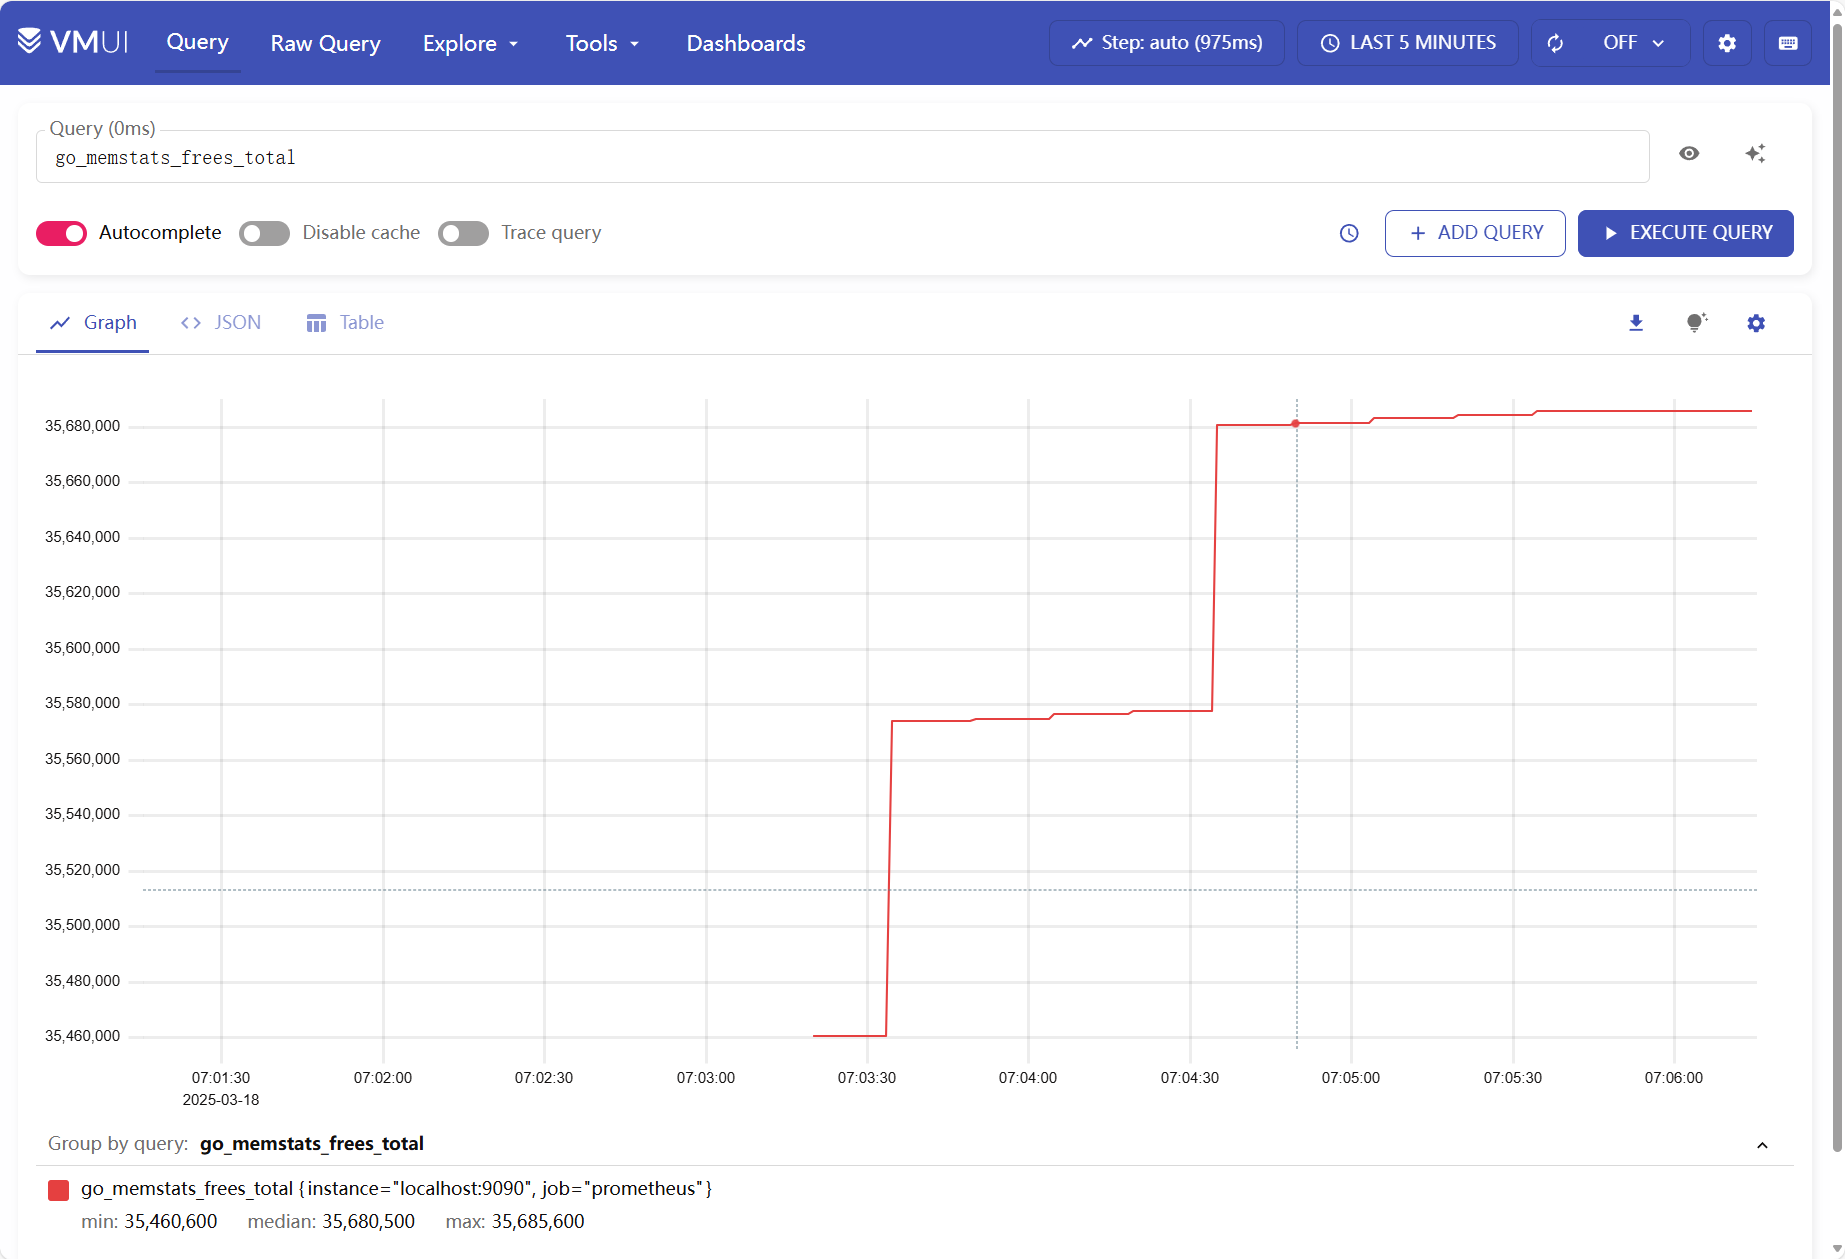 VMUI Query Raw Query Explore Tools Dashboards Step: auto (975ms) LAST 5 MINUTES OFF
Query (0ms)
go_memstats_frees_total
Autocomplete Disable cache Trace query ADD QUERY EXECUTE QUERY
Graph JSON Table
35,680,000
35,660,000
35,640,000
35,620,000
35,600,000
35,580,000
35,560,000
35,540,000
35,520,000
35,500,000
35,480,000
35,460,000
07:01:30 07:02:00 07:02:30 07:03:00 07:03:30 07:04:00 07:04:30 07:05:00 07:05:30 07:06:00
2025-03-18
Group by query: go_memstats_frees_total
go_memstats_frees_total {instance="localhost:9090", job="prometheus"}
min: 35,460,600 median: 35,680,500 max: 35,685,600